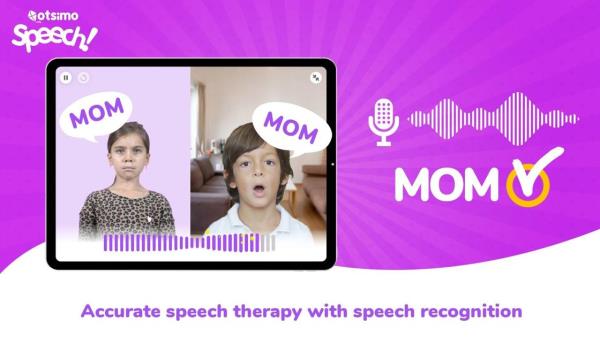 otsimo
Speech!
MOM
MOM
MOM
Accurate speech therapy with speech recognition